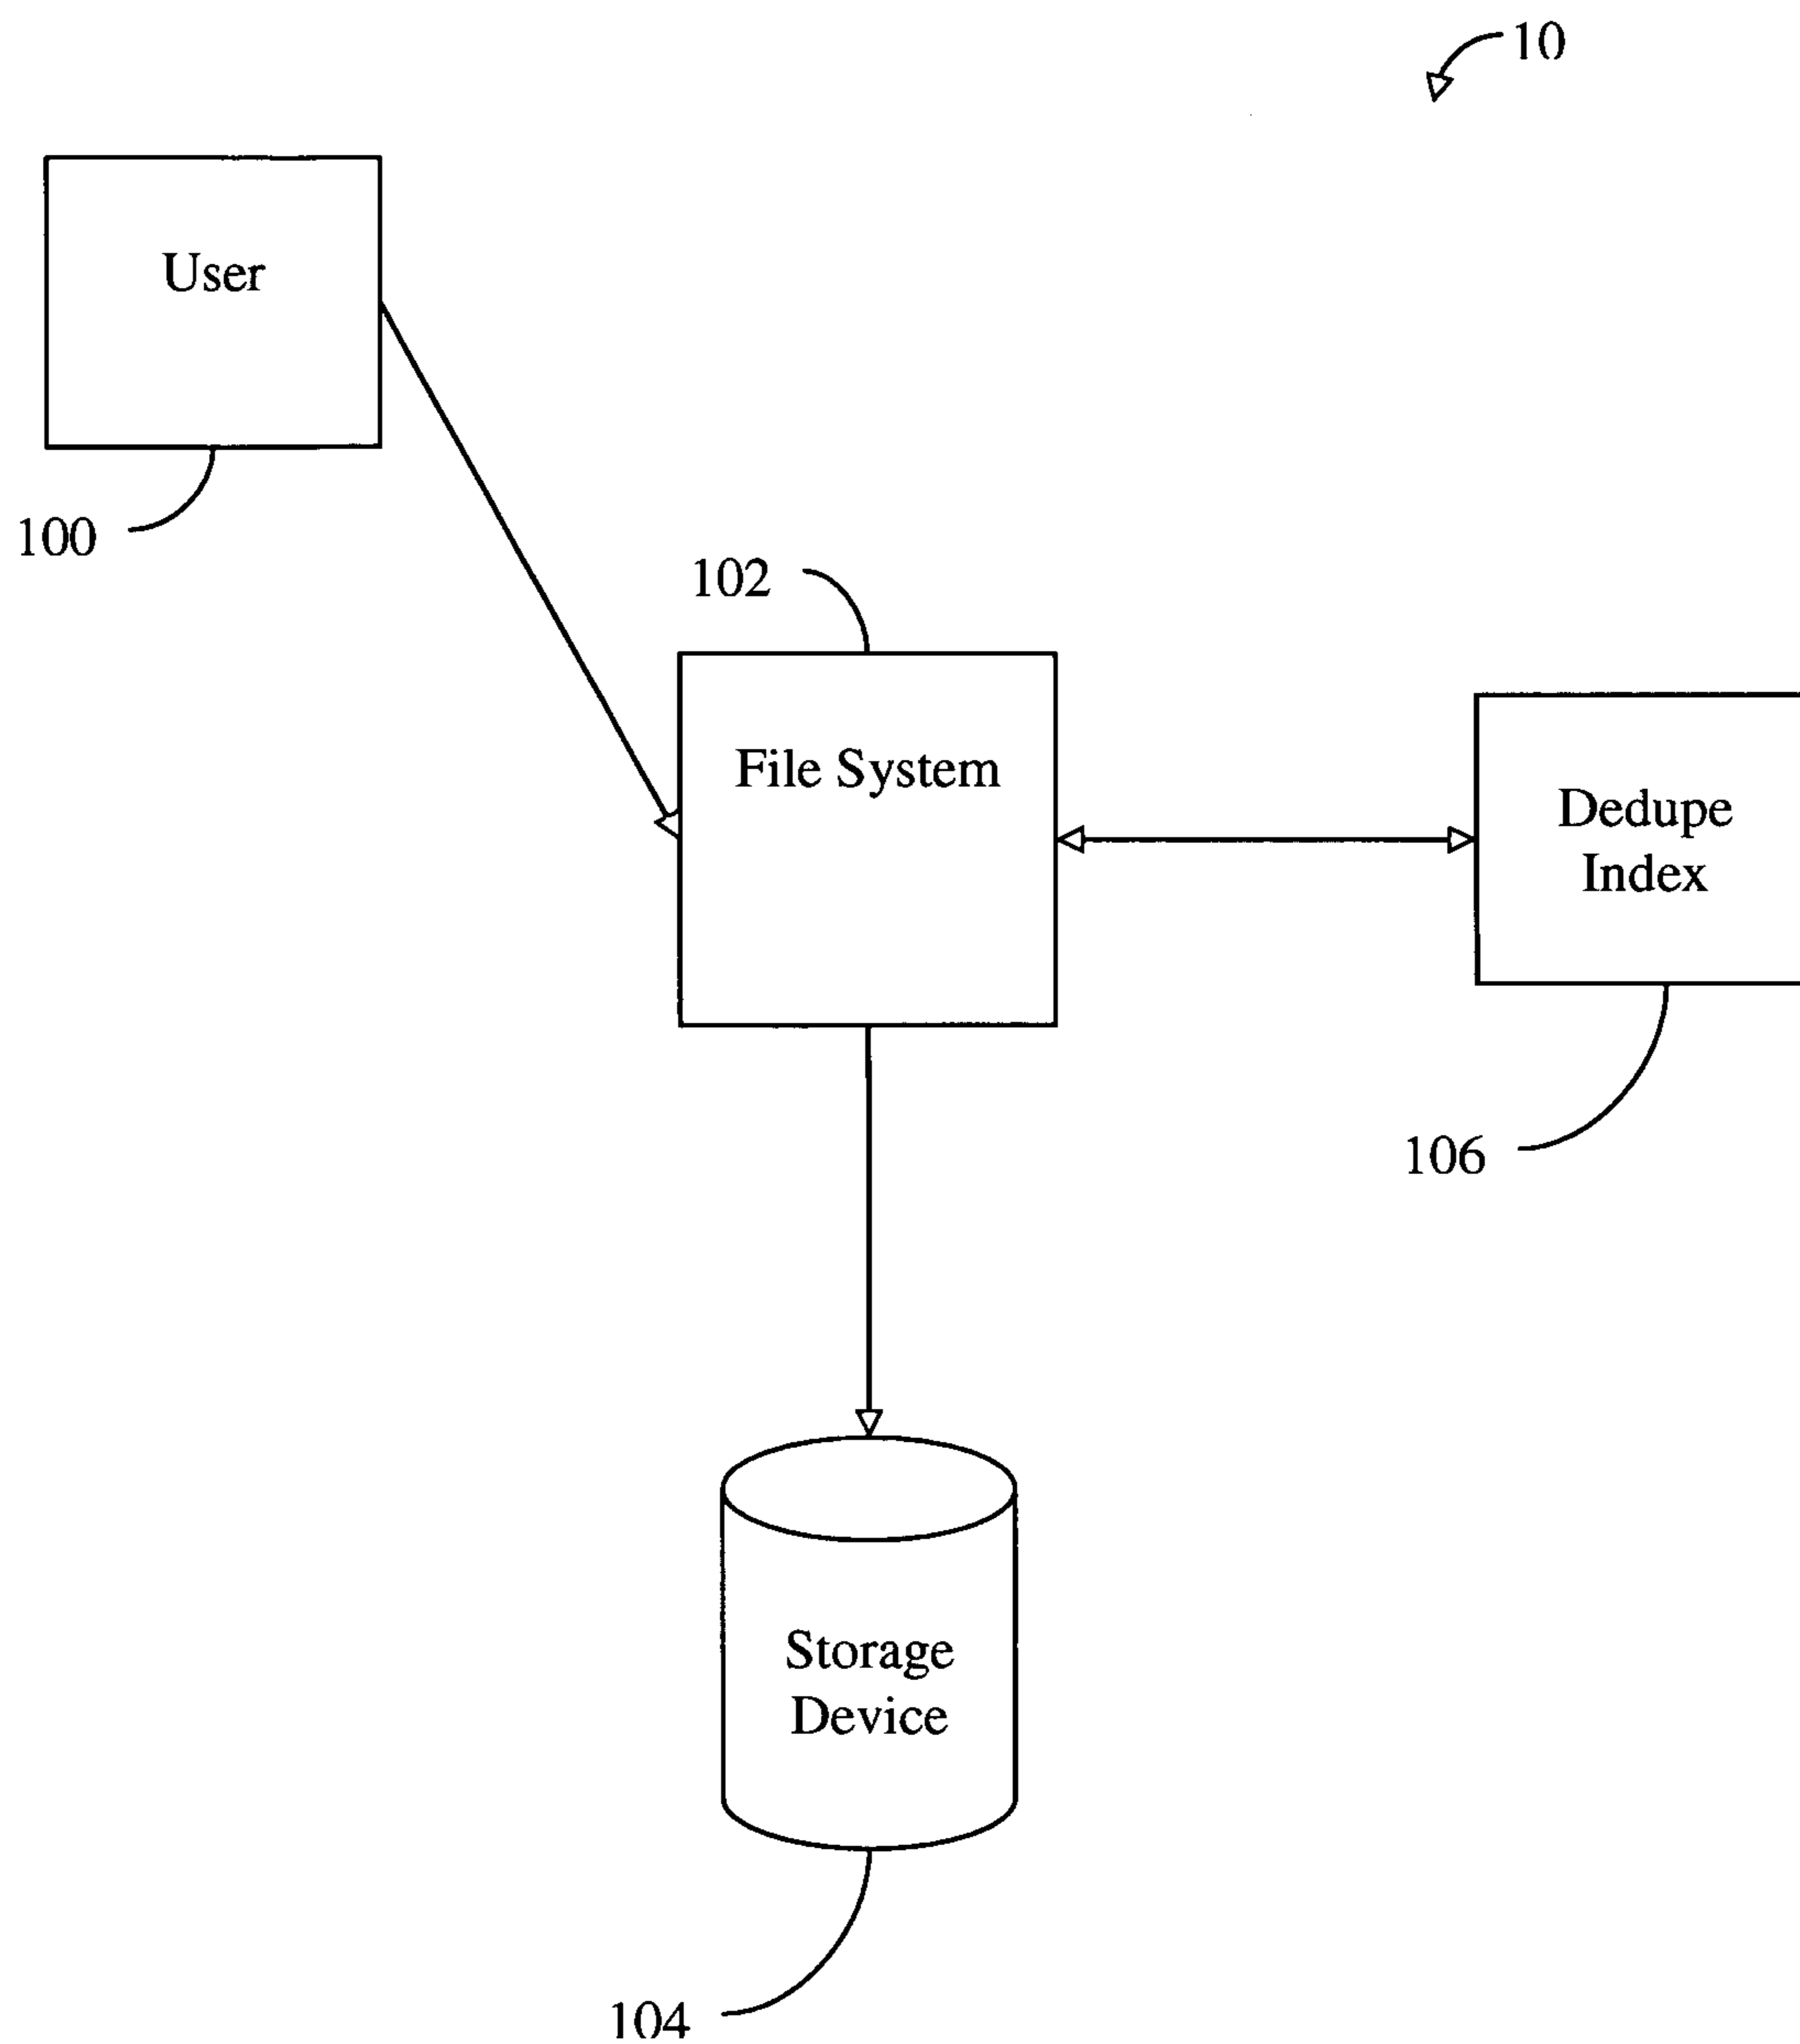 10
User
100
102
File System
Dedupe
Index
106
Storage
Device
104